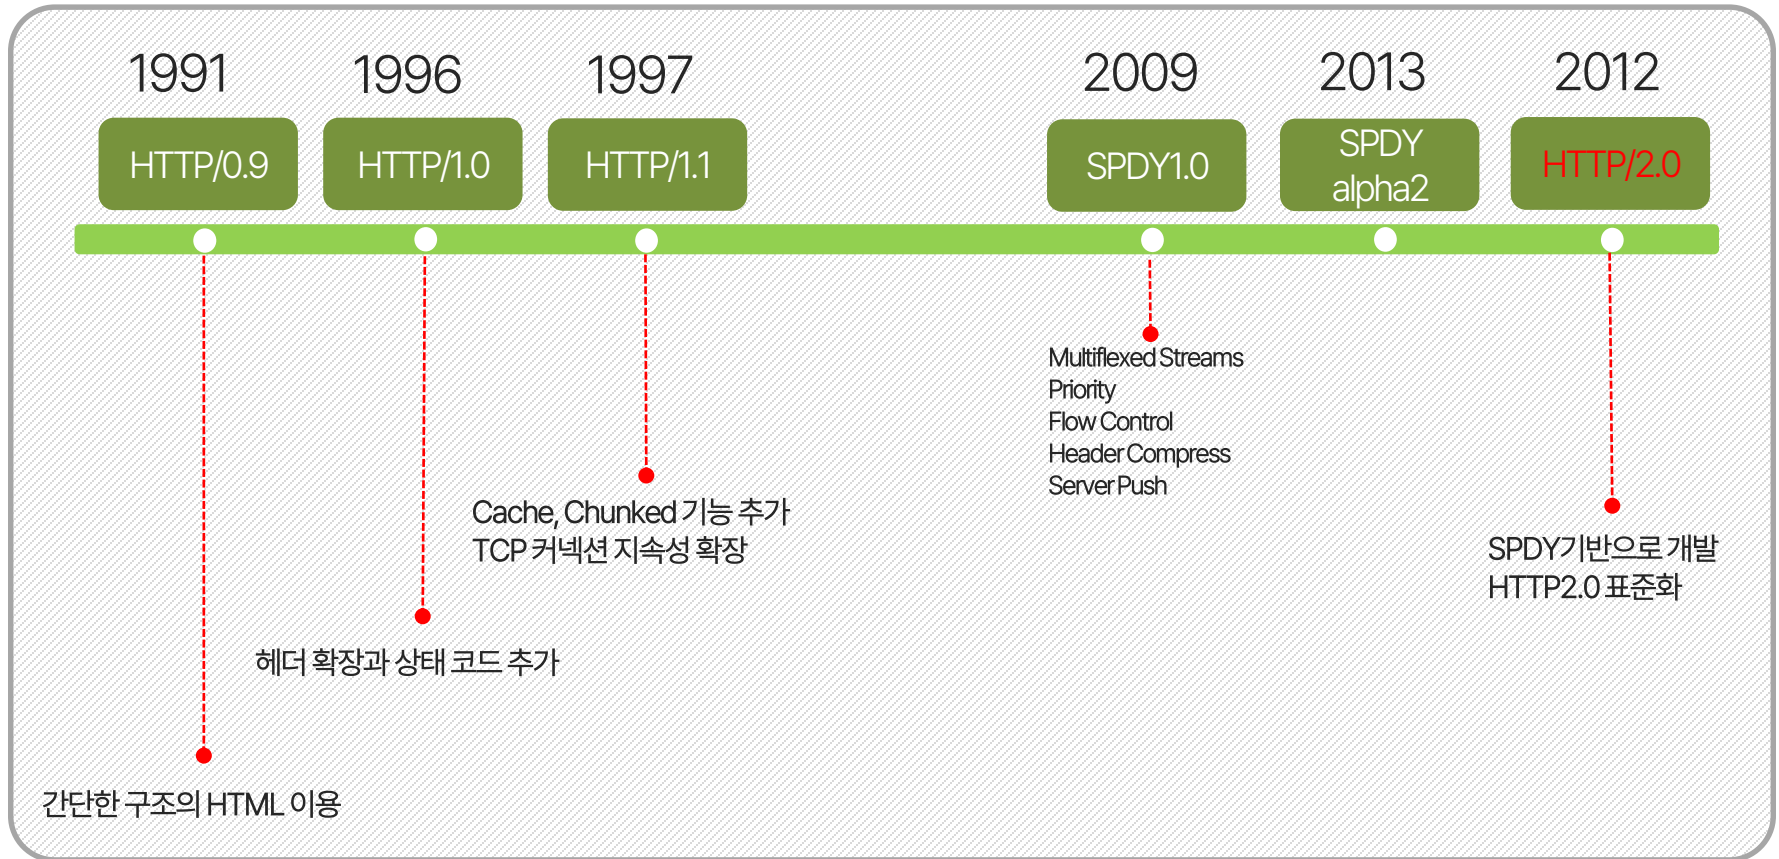 1991
1996
1997
2009
2013
2012
HTTP/0.9
HTTP/1.0
HTTP/1.1
SPDY1.0
SPDY
alpha2
HTTP/2.0
Multiflexed Streams
Priority
Flow Control
Header Compress
Server Push
Cache, Chunked 기능 추가
TCP 커넥션 지속성 확장
SPDY기반으로 개발
HTTP2.0 표준화
헤더 확장과 상태 코드 추가
간단한 구조의 HTML 이용